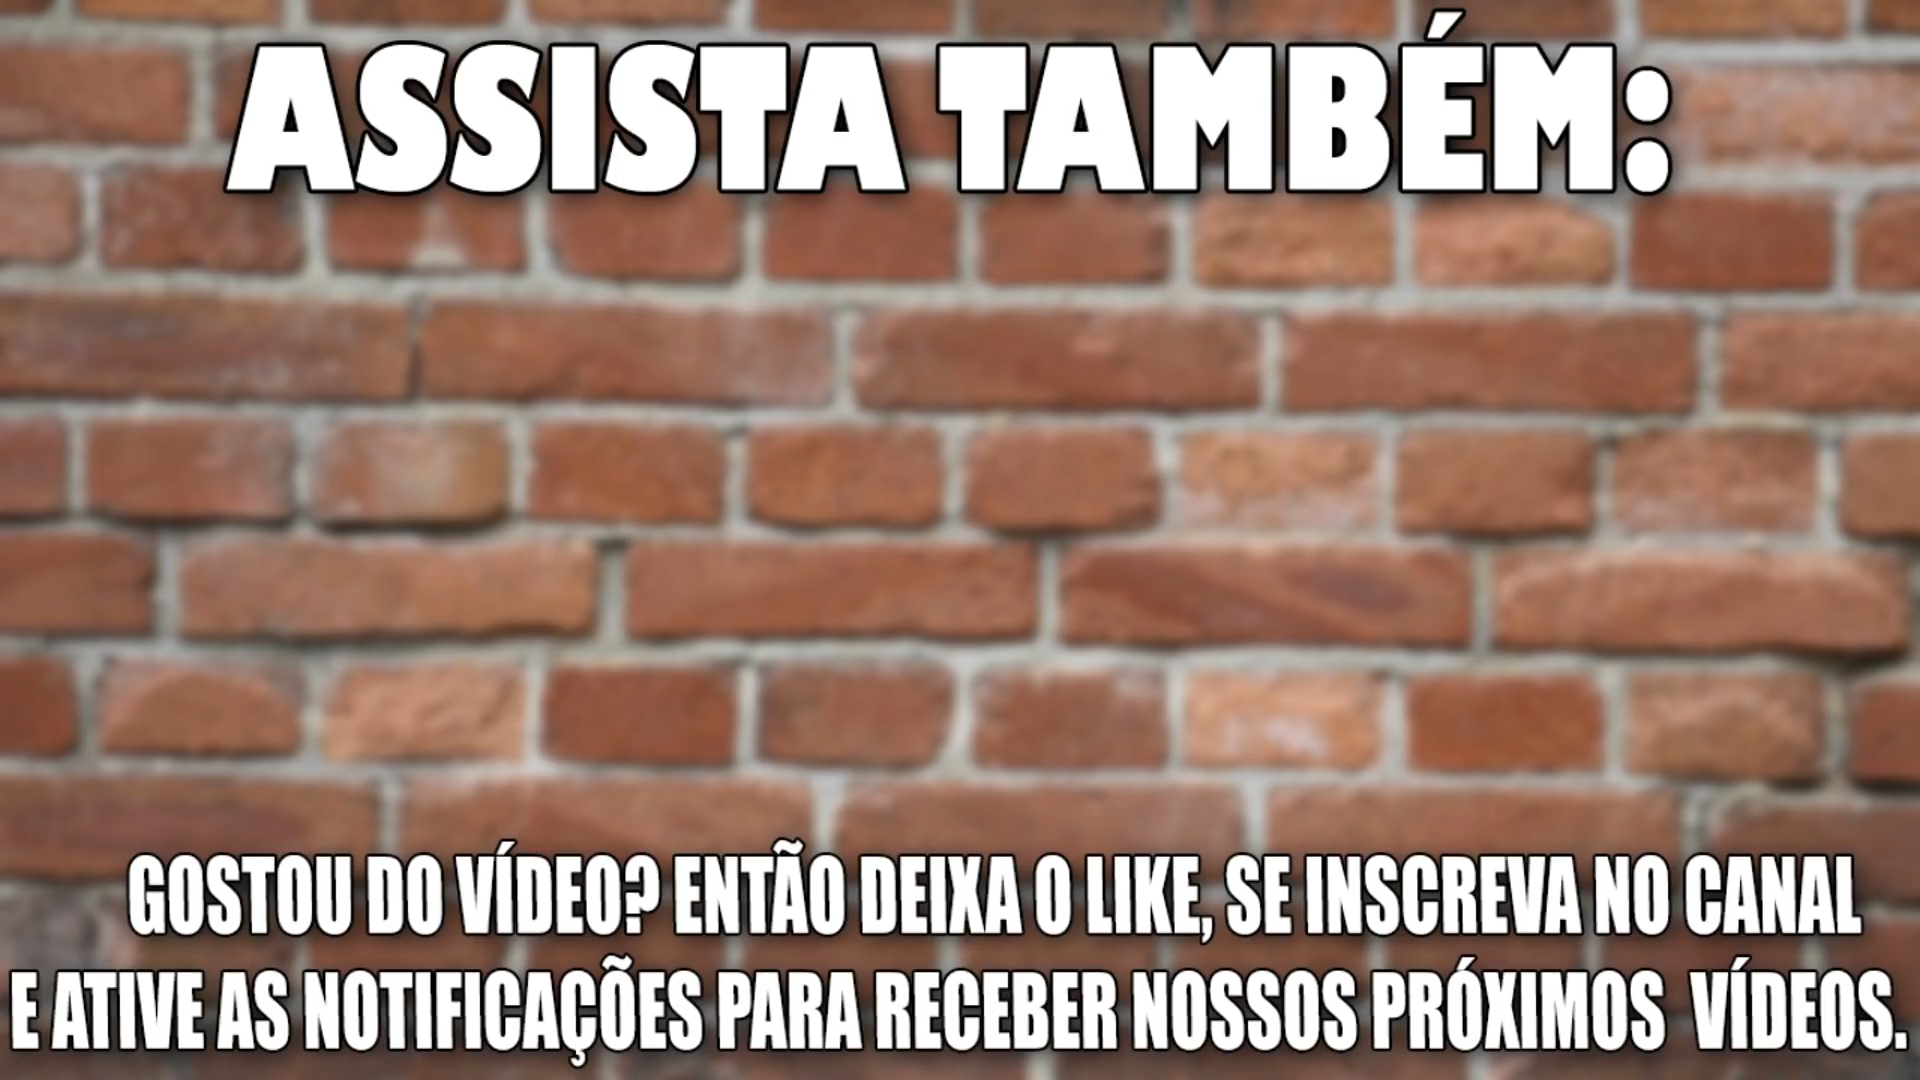 ASSISTA TAMBÉM:
GOSTOU DO VÍDEO? ENTÃO DEIXA O LIKE, SE INSCREVA NO CANAL
E ATIVE AS NOTIFICAÇÕES PARA RECEBER NOSSOS PRÓXIMOS VÍDEOS.